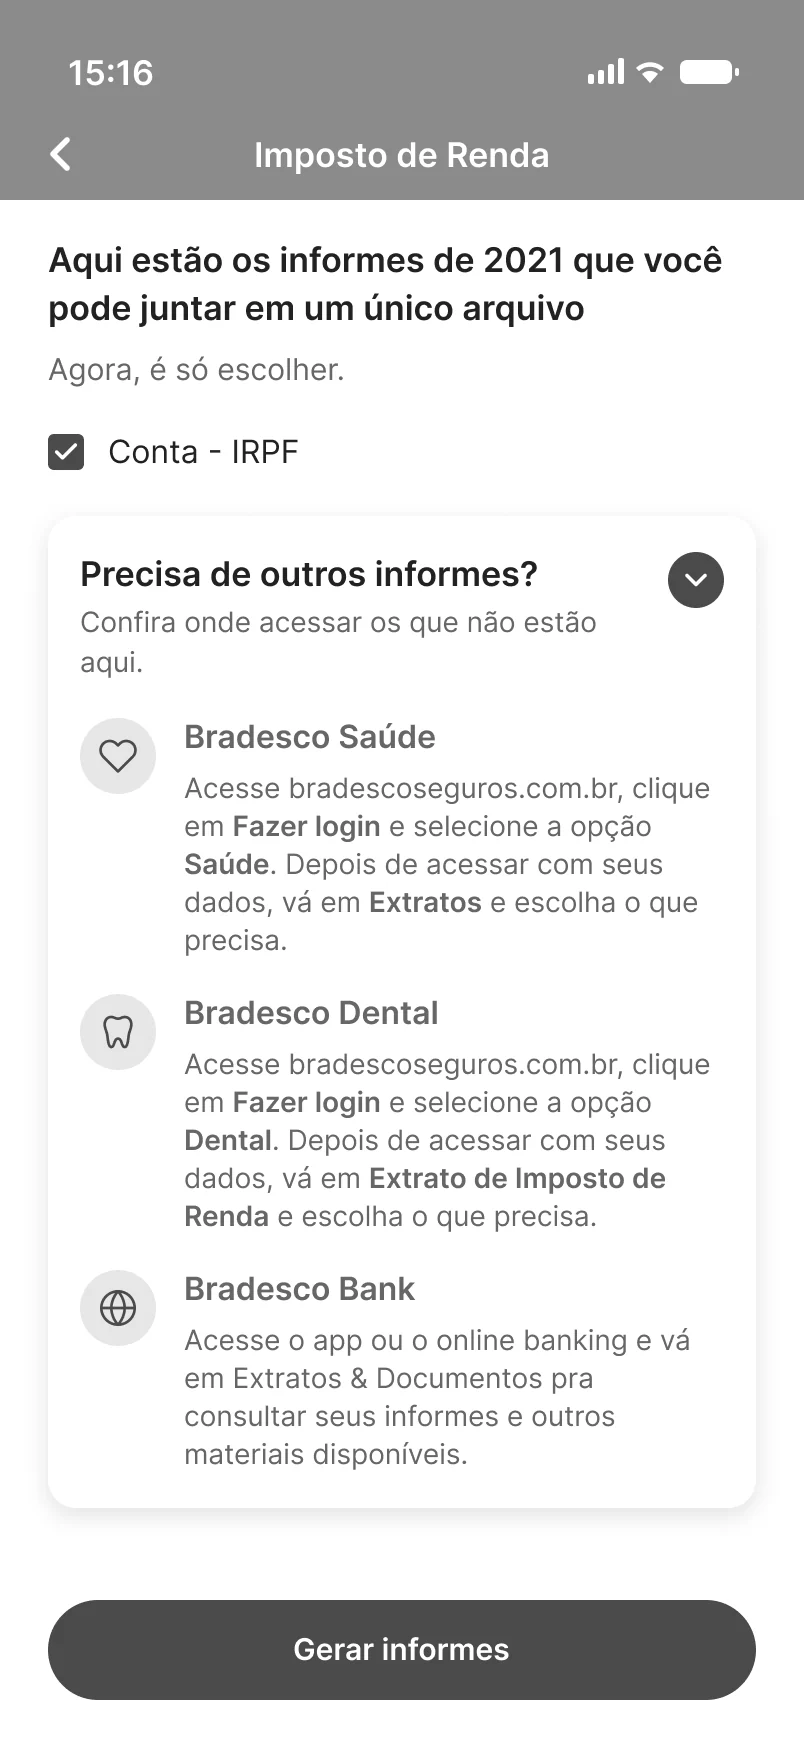 15:16
Imposto de Renda
Aqui estão os informes de 2021 que você
pode juntar em um único arquivo
Agora, é só escolher.
Conta - IRPF
Precisa de outros informes?
Confira onde acessar os que não estão
aqui.
Bradesco Saúde
Acesse bradescoseguros.com.br, clique
em Fazer login e selecione a opção
Saúde. Depois de acessar com seus
dados, vá em Extratos e escolha o que
precisa.
Bradesco Dental
Acesse bradescoseguros.com.br, clique
em Fazer login e selecione a opção
Dental. Depois de acessar com seus
dados, vá em Extrato de Imposto de
Renda e escolha o que precisa.
Bradesco Bank
Acesse o app ou o online banking e vá
em Extratos & Documentos pra
consultar seus informes e outros
materiais disponíveis.
Gerar informes